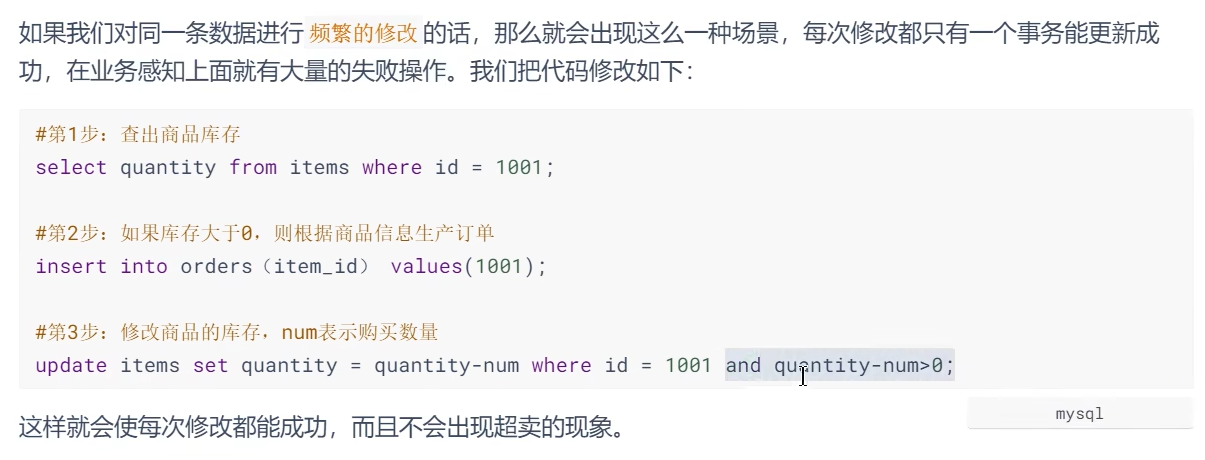 如果我们对同一条数据进行 频繁的修改 的话，那么就会出现这么一种场景，每次修改都只有一个事务能更新成
功，在业务感知上面就有大量的失败操作。我们把代码修改如下：
#第1步：查出商品库存
select quantity from items where id = 1001;
#第2步：如果库存大于0，则根据商品信息生产订单
insert into orders（item_id） values(1001);
#第3步：修改商品的库存，num表示购买数量
update items set quantity = quantity-num where id = 1001 and quantity-num>0;
mysql
这样就会使每次修改都能成功，而且不会出现超卖的现象。